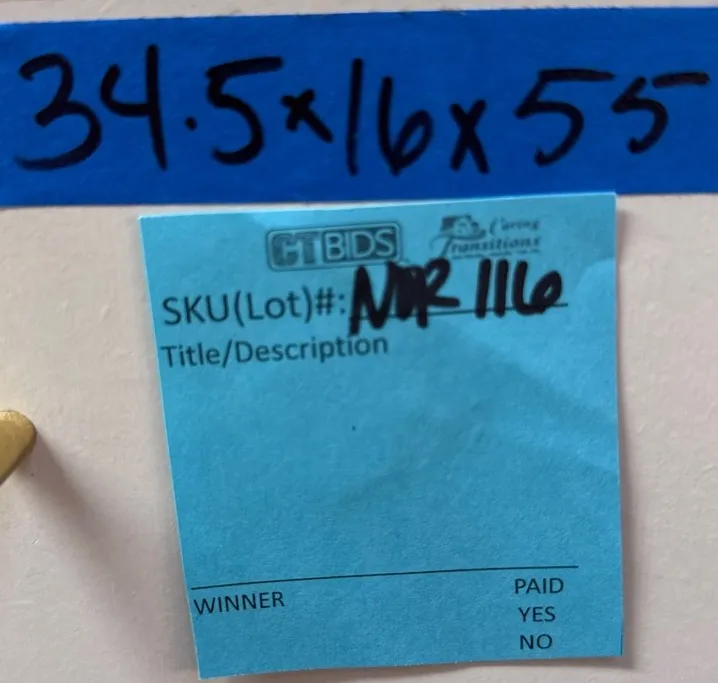 34.5x16x55
CTBIDS Caring Transitions
SKU(Lot)#: NDR 116
Title/Description
WINNER PAID
YES
NO